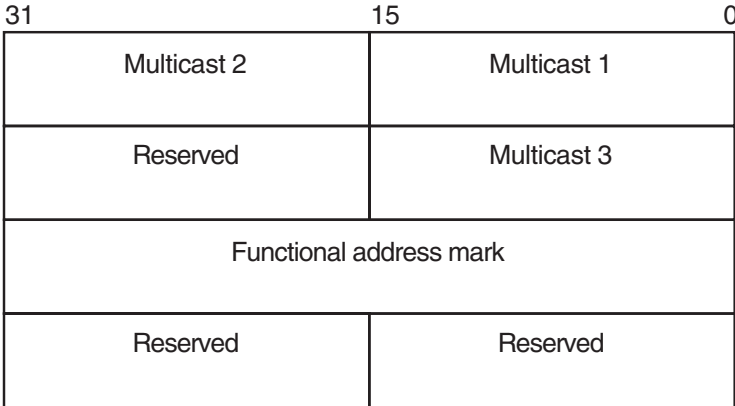 31 15 0
Multicast 2 Multicast 1
Reserved Multicast 3
Functional address mark
Reserved Reserved